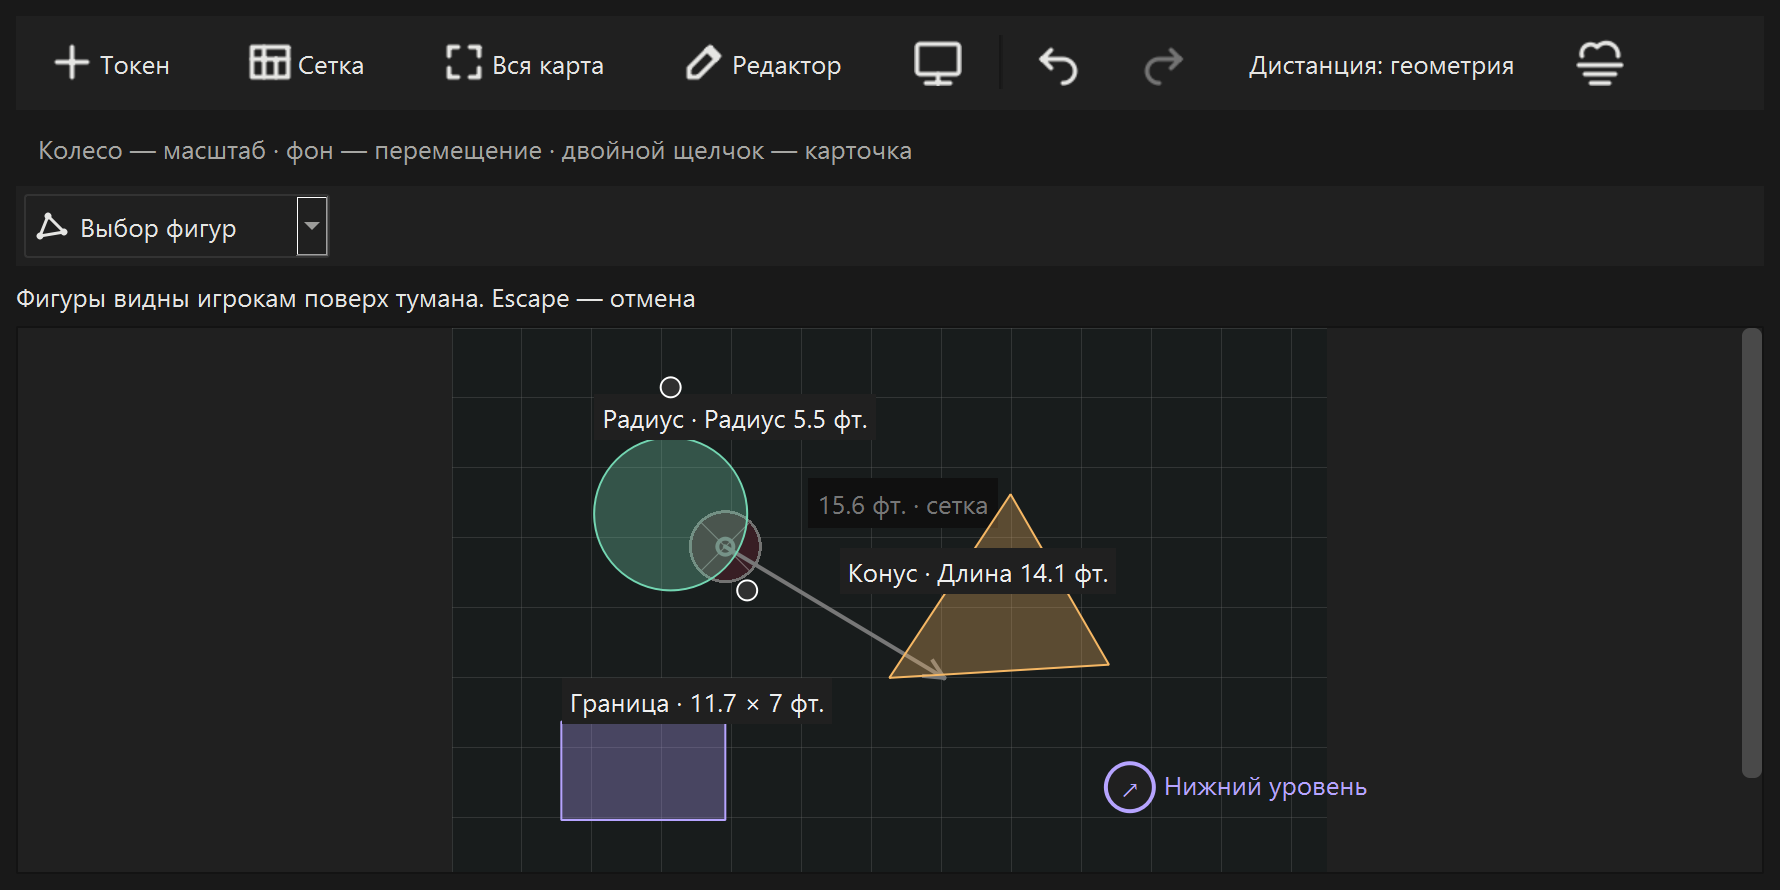 Токен Сетка Вся карта Редактор Дистанция: геометрия
Колесо — масштаб · фон — перемещение · двойной щелчок — карточка
Выбор фигур
Фигуры видны игрокам поверх тумана. Escape — отмена
Радиус · Радиус 5.5 фт.
15.6 фт. · сетка
Конус · Длина 14.1 фт.
Граница · 11.7 × 7 фт.
Нижний уровень